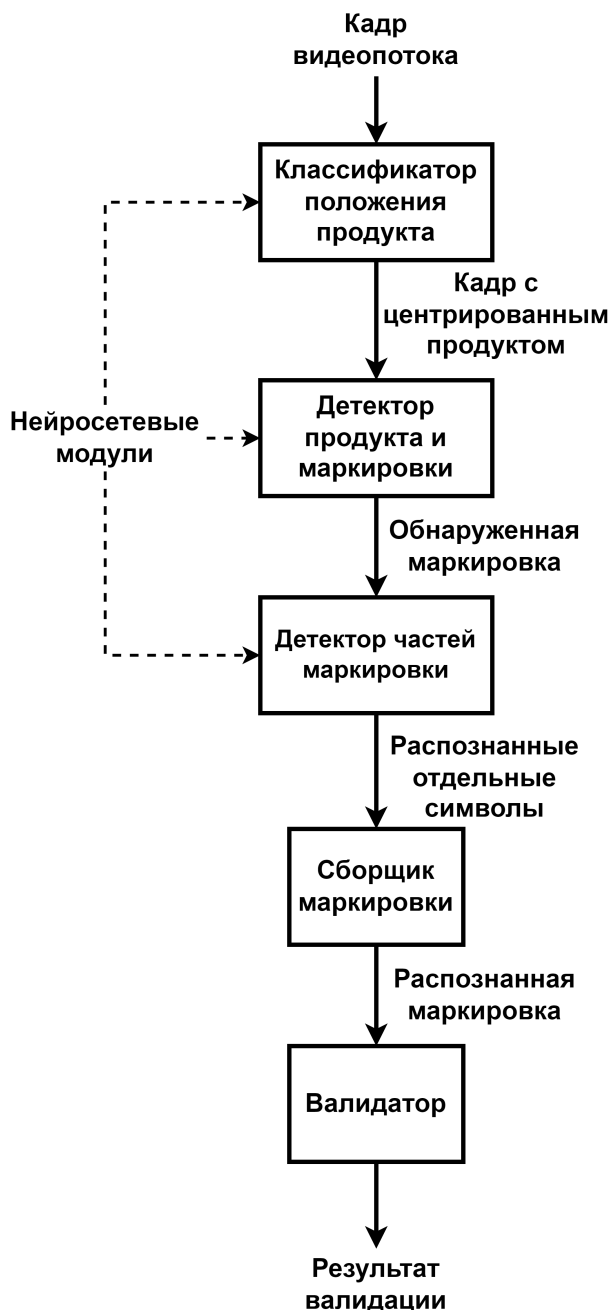 Кадр
видеопотока
Классификатор
положения
продукта
Кадр с
центрированным
продуктом
Нейросетевые
модули
Детектор
продукта и
маркировки
Обнаруженная
маркировка
Детектор частей
маркировки
Распознанные
отдельные
символы
Сборщик
маркировки
Распознанная
маркировка
Валидатор
Результат
валидации